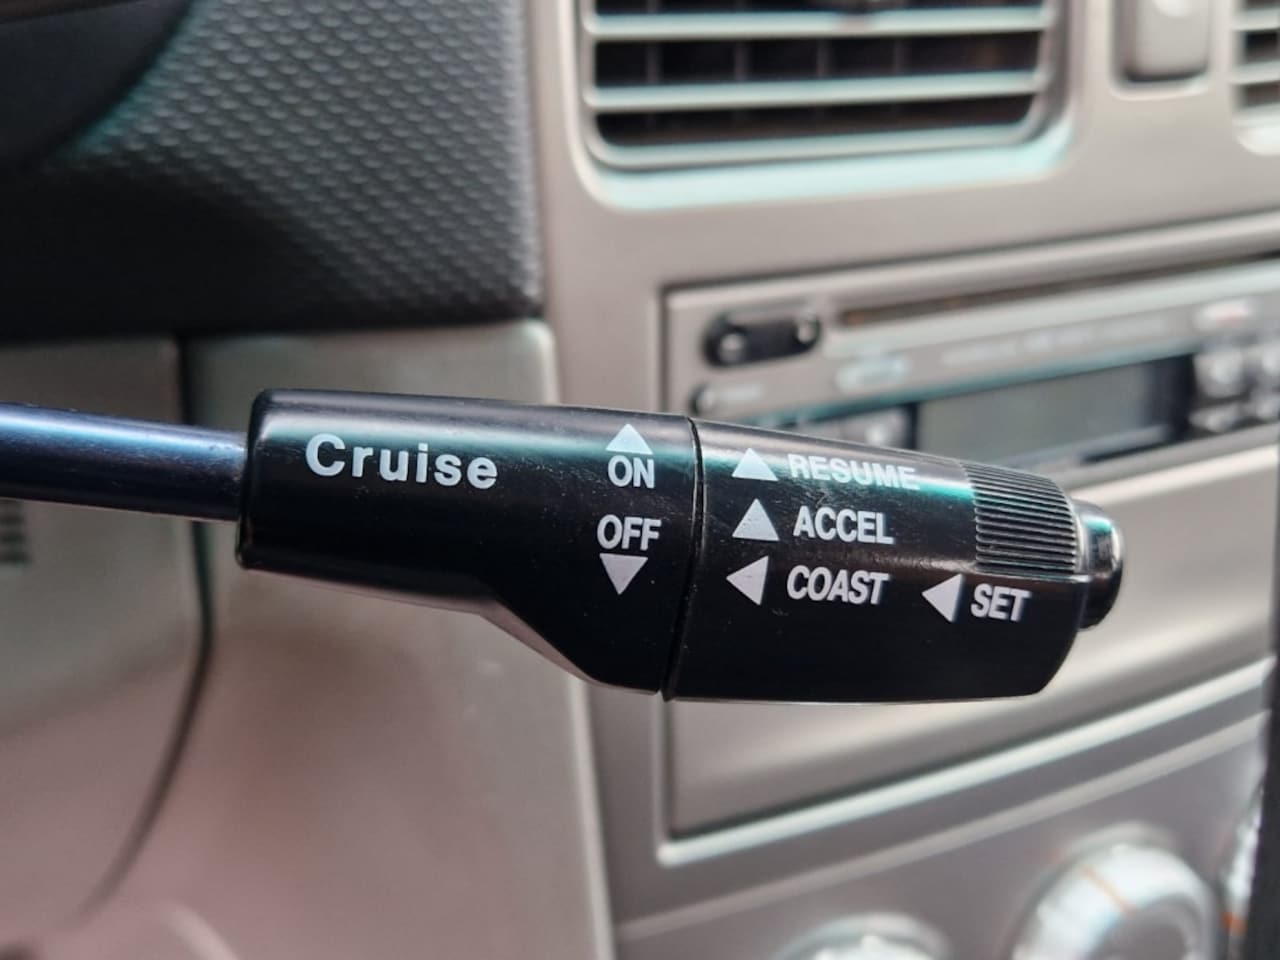 Cruise
ON
OFF
RESUME
ACCEL
COAST
SET